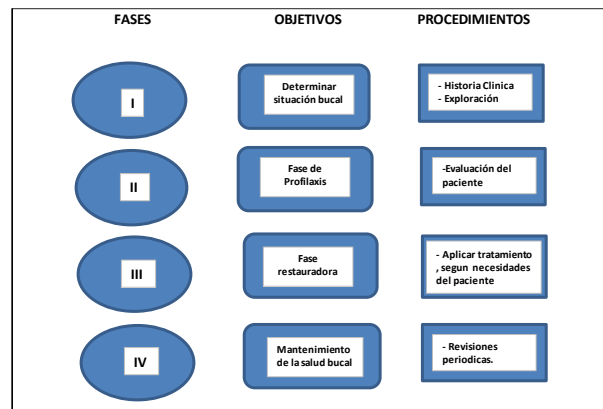 FASES OBJETIVOS PROCEDIMIENTOS
I
Determinar
situación bucal
- Historia Clinica
- Exploración
II
Fase de
Profilaxis
-Evaluación del
paciente
III
Fase
restauradora
- Aplicar tratamiento
, segun necesidades
del paciente
IV
Mantenimiento
de la salud bucal
- Revisiones
periodicas.